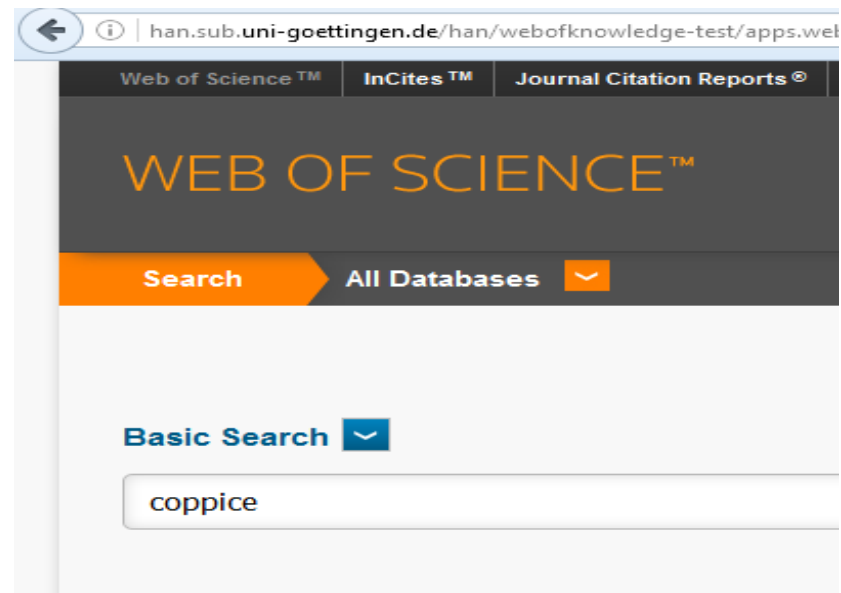 han.sub.uni-goettingen.de/han/webofknowledge-test/apps.wel
Web of Science™ InCites™ Journal Citation Reports®
WEB OF SCIENCE™
Search All Databases
Basic Search
coppice